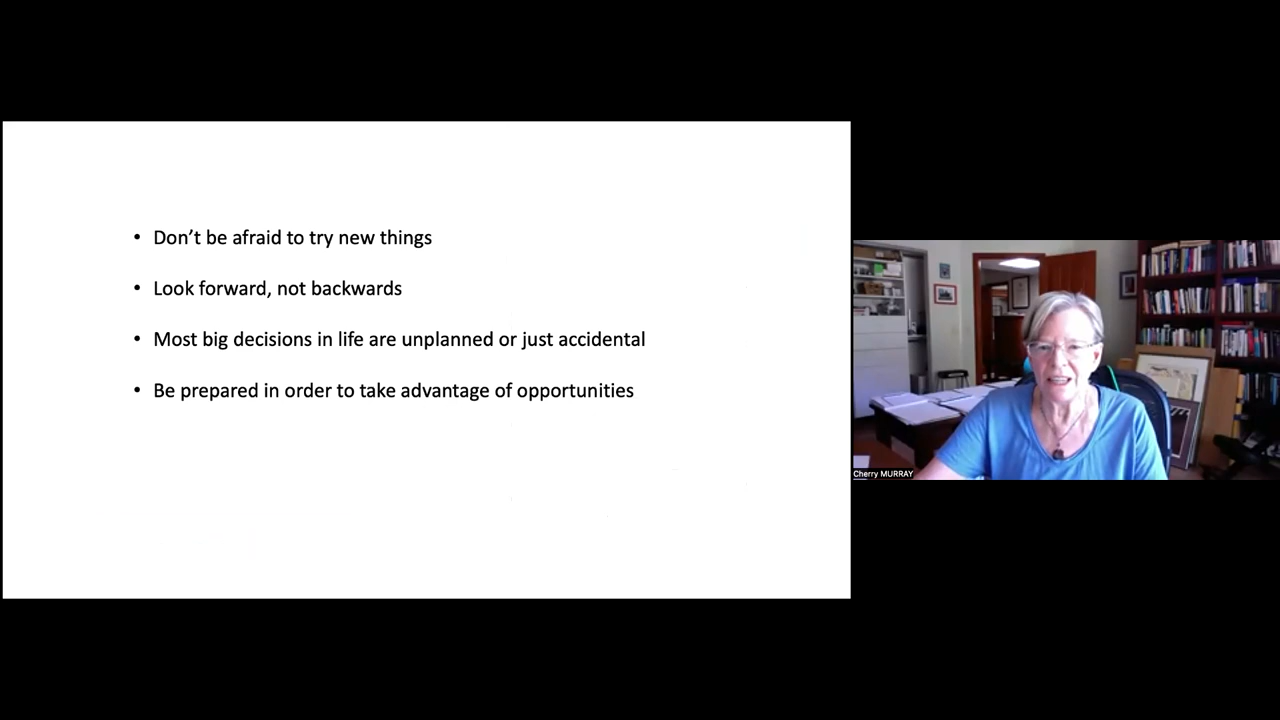 • Don’t be afraid to try new things
• Look forward, not backwards
• Most big decisions in life are unplanned or just accidental
• Be prepared in order to take advantage of opportunities
Cherry MURRAY